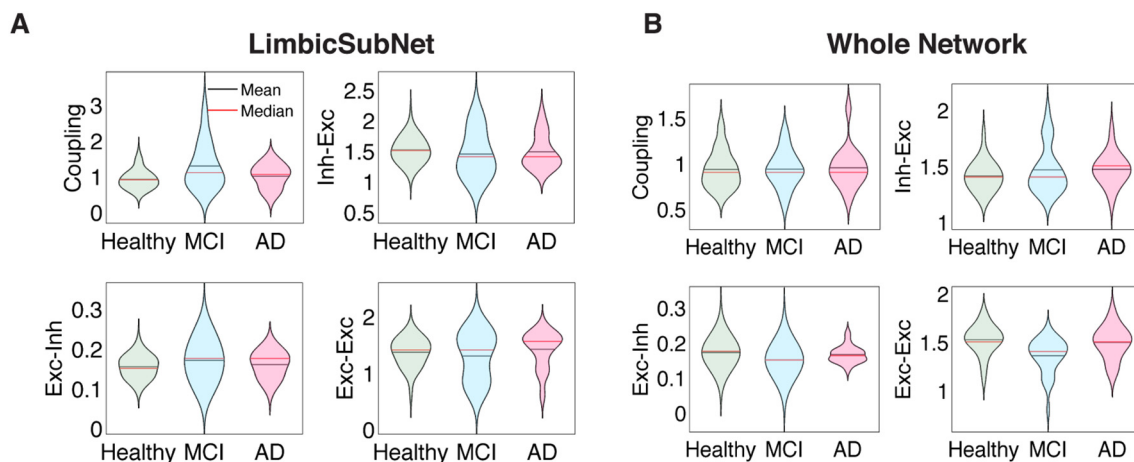 A
LimbicSubNet
Coupling
3
2
1
0
Mean
Median
Healthy MCI AD
Inh-Exc
2.5
2
1.5
1
0.5
Healthy MCI AD
Exc-Inh
0.3
0.2
0.1
0
Healthy MCI AD
Exc-Exc
2
1
0
Healthy MCI AD
B
Whole Network
Coupling
1.5
1
0.5
Healthy MCI AD
Inh-Exc
2
1.5
1
Healthy MCI AD
Exc-Inh
0.3
0.2
0.1
0
Healthy MCI AD
Exc-Exc
2
1.5
1
Healthy MCI AD